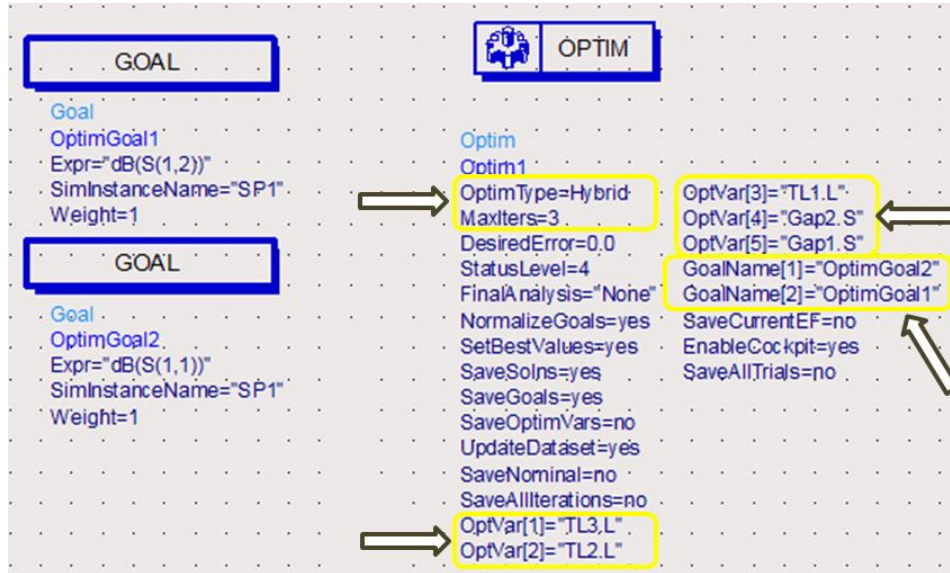 GOAL
Goal
OptimGoal1
Expr="dB(S(1,2))"
SimInstanceName="SP1"
Weight=1
GOAL
Goal
OptimGoal2
Expr="dB(S(1,1))"
SimInstanceName="SP1"
Weight=1
OPTIM
Optim
Optim1
OptimType=Hybrid
MaxIters=3
DesiredError=0.0
StatusLevel=4
FinalAnalysis="None"
NormalizeGoals=yes
SetBestValues=yes
SaveSolns=yes
SaveGoals=yes
SaveOptimVars=no
UpdateDataset=yes
SaveNominal=no
SaveAllIterations=no
OptVar[1]="TL3.L"
OptVar[2]="TL2.L"
OptVar[3]="TL1.L"
OptVar[4]="Gap2.S"
OptVar[5]="Gap1.S"
GoalName[1]="OptimGoal2"
GoalName[2]="OptimGoal1"
SaveCurrentEF=no
EnableCockpit=yes
SaveAllTrials=no